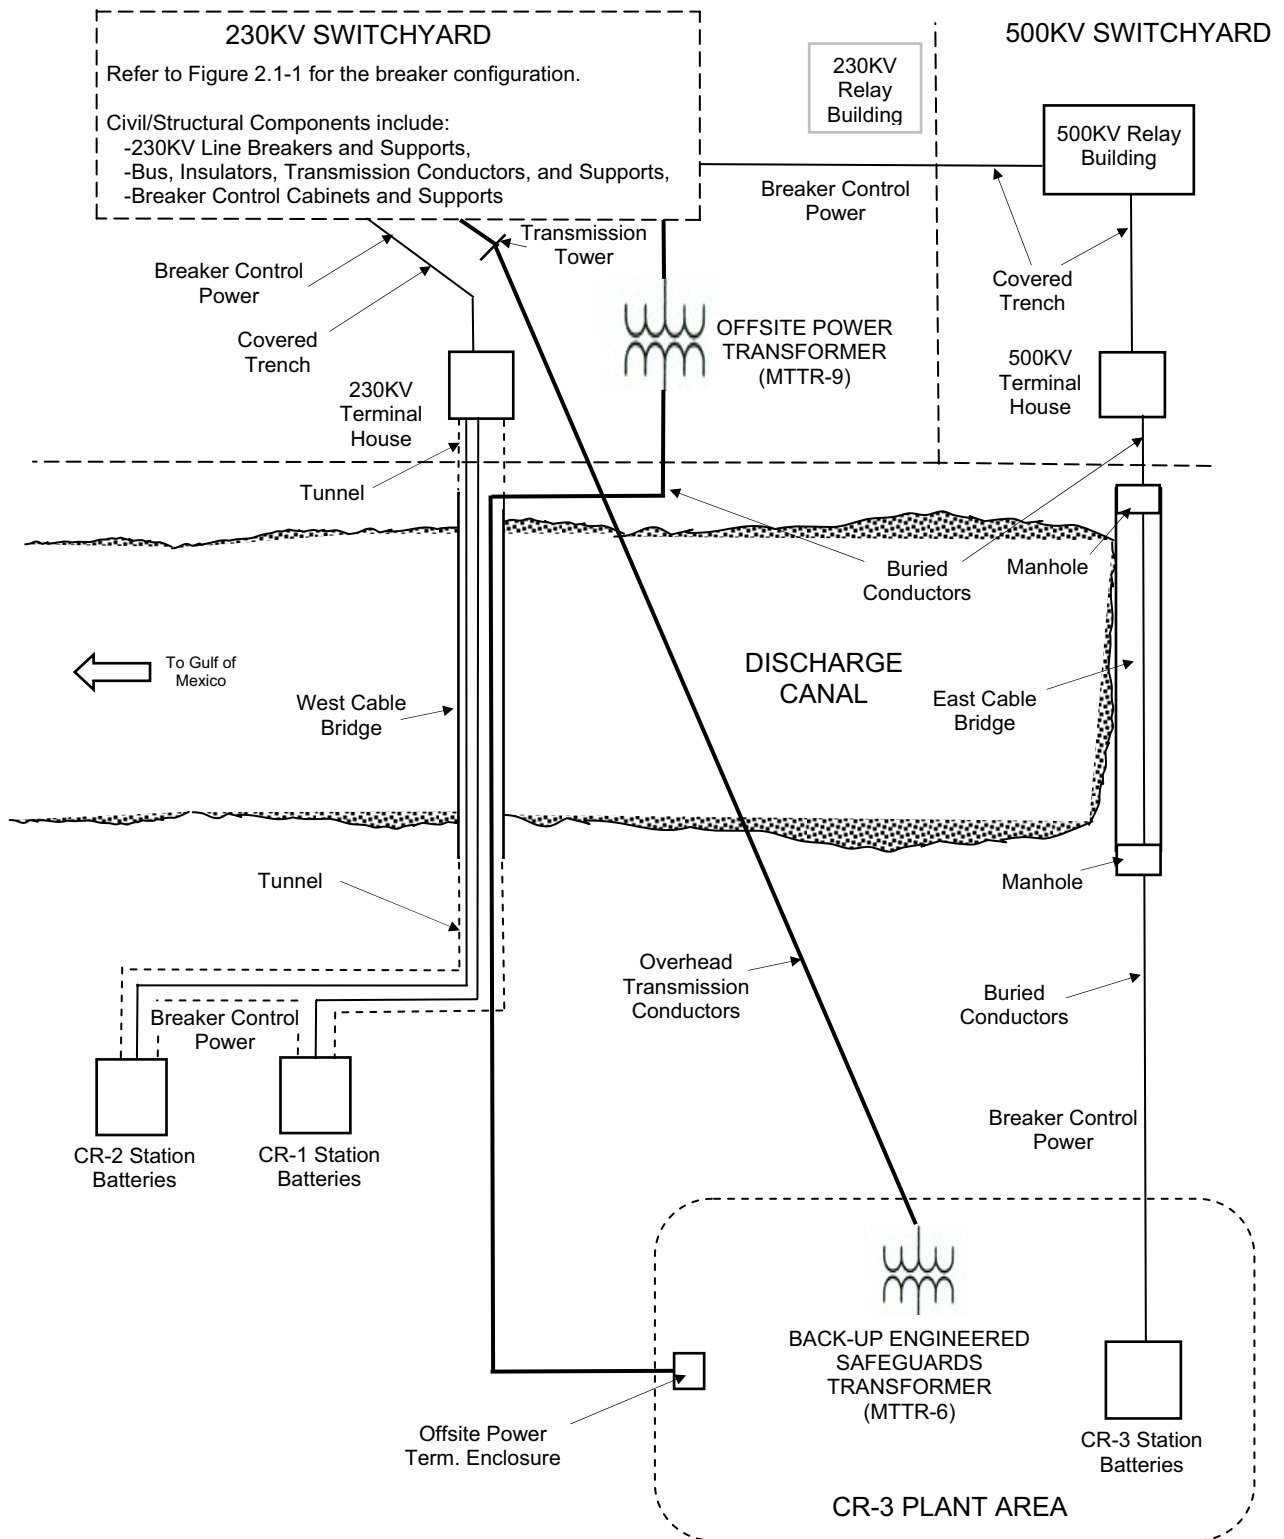 230KV SWITCHYARD
Refer to Figure 2.1-1 for the breaker configuration.
Civil/Structural Components include:
-230KV Line Breakers and Supports,
-Bus, Insulators, Transmission Conductors, and Supports,
-Breaker Control Cabinets and Supports
230KV
Relay
Building
500KV SWITCHYARD
500KV Relay
Building
Breaker Control
Power
Transmission
Tower
Breaker Control
Power
Covered
Trench
Covered
Trench
OFFSITE POWER
TRANSFORMER
(MTTR-9)
230KV
Terminal
House
500KV
Terminal
House
Tunnel
Buried
Conductors
Manhole
To Gulf of
Mexico
West Cable
Bridge
DISCHARGE
CANAL
East Cable
Bridge
Tunnel
Manhole
Overhead
Transmission
Conductors
Buried
Conductors
Breaker Control
Power
CR-2 Station
Batteries
CR-1 Station
Batteries
Breaker Control
Power
BACK-UP ENGINEERED
SAFEGUARDS
TRANSFORMER
(MTTR-6)
Offsite Power
Term. Enclosure
CR-3 Station
Batteries
CR-3 PLANT AREA